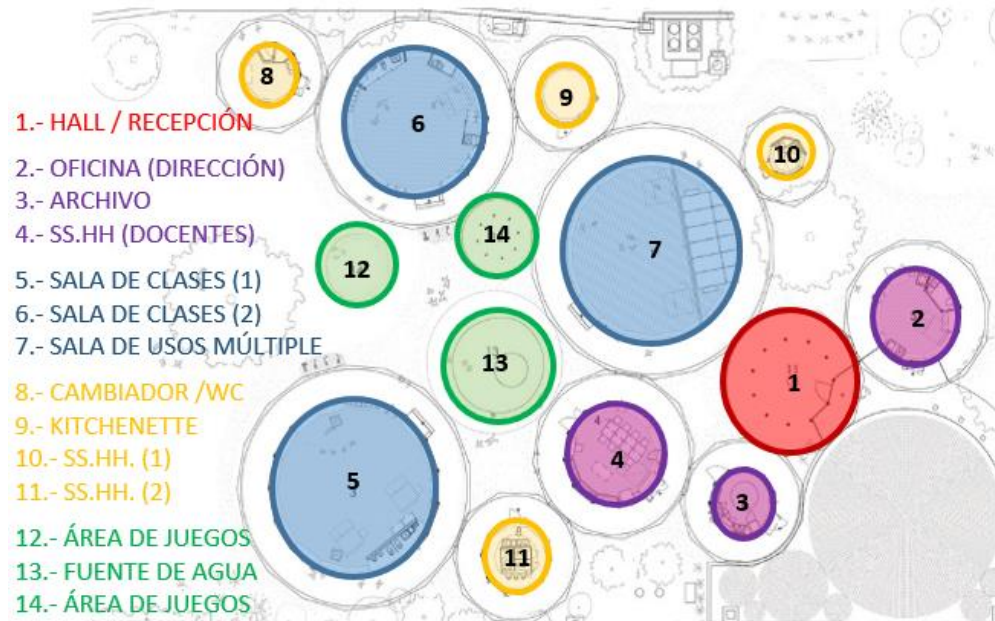 1.- HALL / RECEPCIÓN
2.- OFICINA (DIRECCIÓN)
3.- ARCHIVO
4.- SS.HH (DOCENTES)
5.- SALA DE CLASES (1)
6.- SALA DE CLASES (2)
7.- SALA DE USOS MÚLTIPLE
8.- CAMBIADOR /WC
9.- KITCHENETTE
10.- SS.HH. (1)
11.- SS.HH. (2)
12.- ÁREA DE JUEGOS
13.- FUENTE DE AGUA
14.- ÁREA DE JUEGOS
8
6
9
10
14
12
7
2
13
1
4
5
3
11